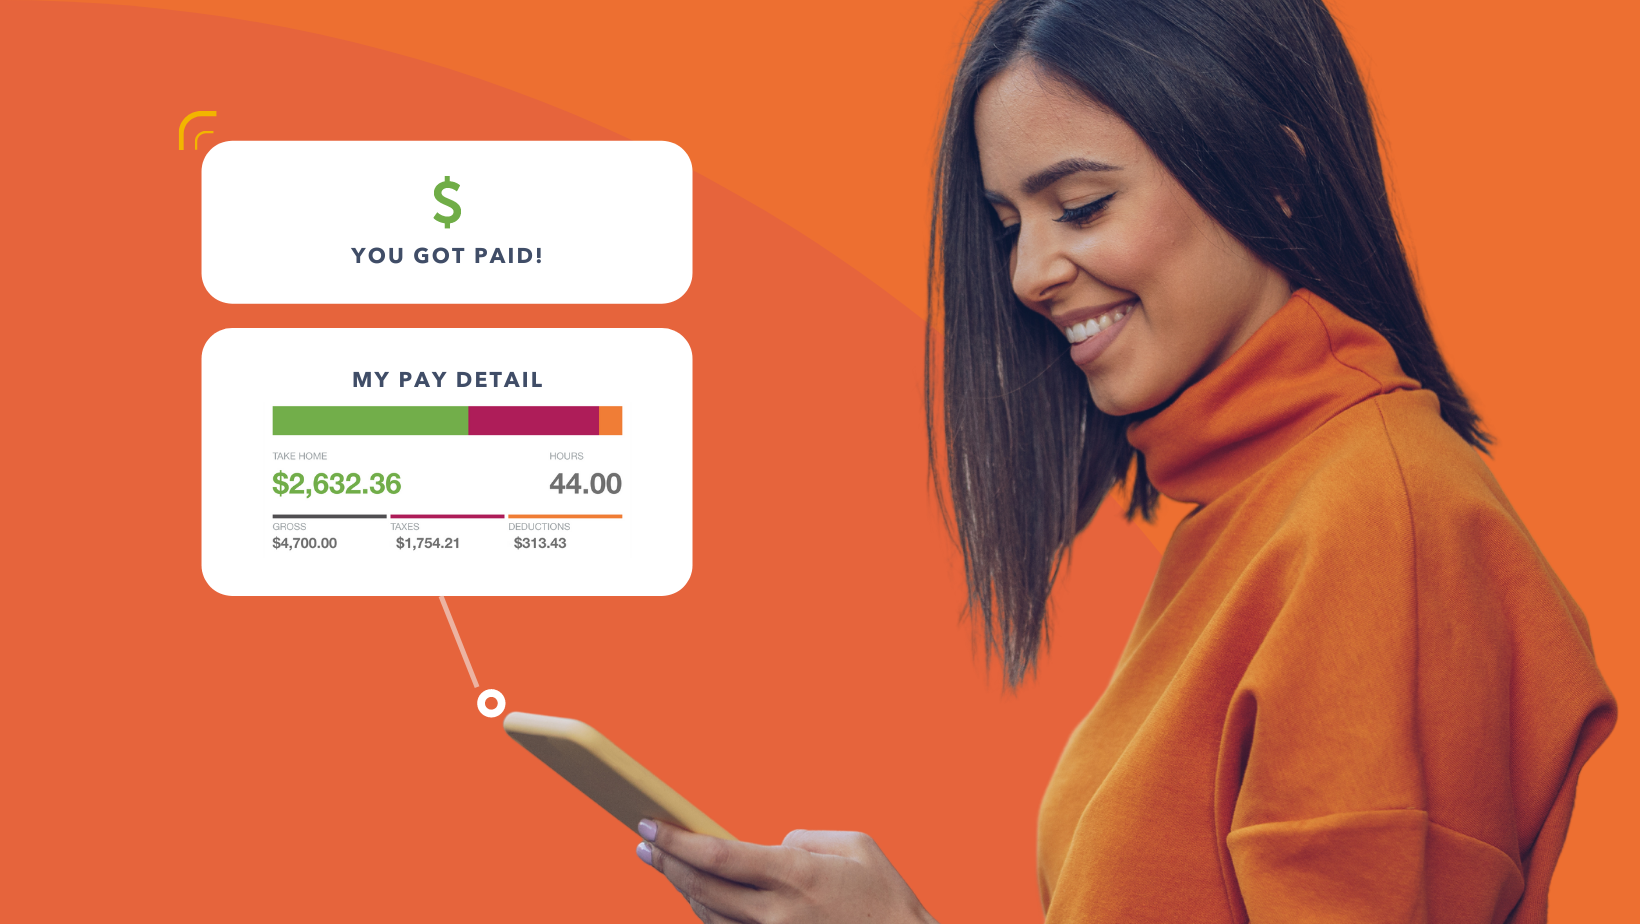 $
YOU GOT PAID!
MY PAY DETAIL
TAKE HOME HOURS
$2,632.36 44.00
GROSS TAXES DEDUCTIONS
$4,700.00 $1,754.21 $313.43